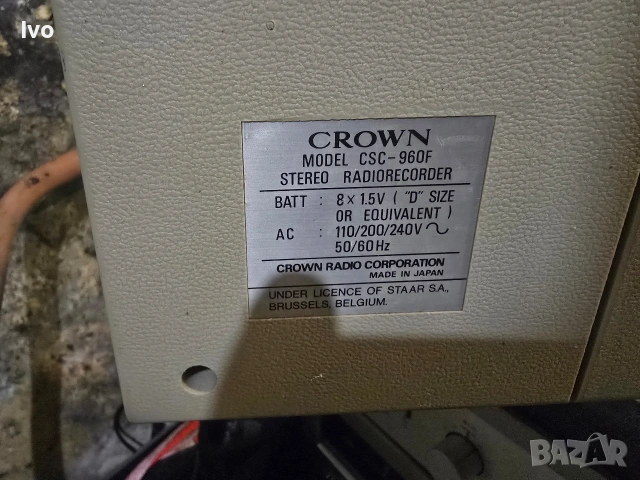 Ivo
CROWN
MODEL CSC-960F
STEREO RADIORECORDER
BATT : 8 x 1.5V ( "D" SIZE
OR EQUIVALENT )
AC : 110/200/240V ~
50/60Hz
CROWN RADIO CORPORATION
MADE IN JAPAN
UNDER LICENCE OF STAAR S.A.,
BRUSSELS, BELGIUM.
BAZAR